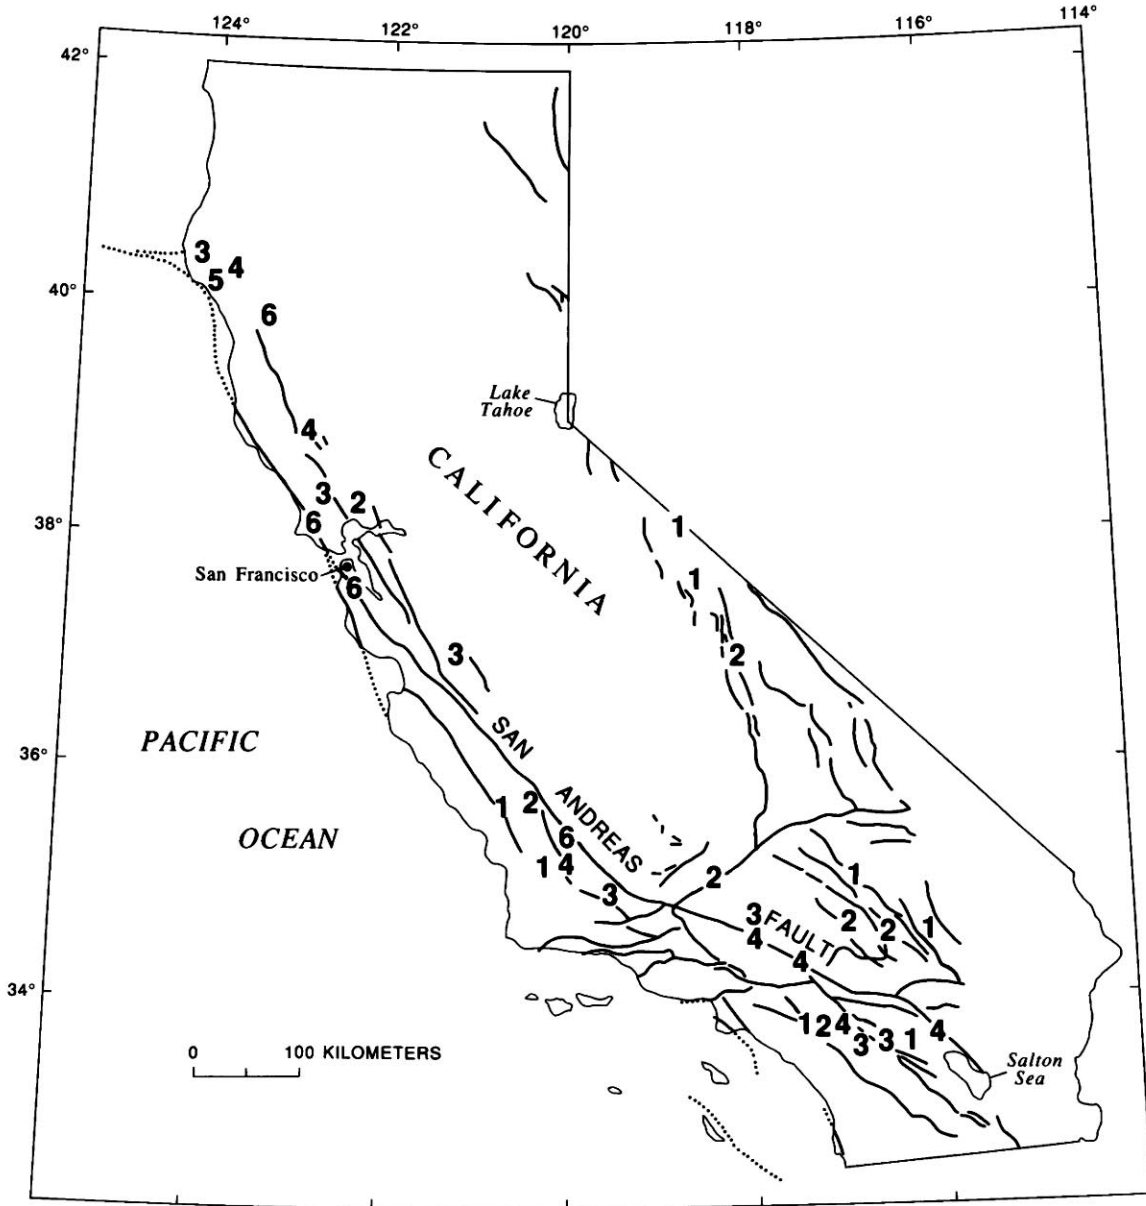 124° 122° 120° 118° 116° 114°
42°
3
4
5
40°
6
Lake
Tahoe
4
CALIFORNIA
3 2
6
38°
1
San Francisco
6
1
2
3
SAN
PACIFIC
36°
ANDREAS
1 2
OCEAN
6
1 4
2
1
3
3
FAULT
2 2 1
4
4
34°
1 2 4
3 3 1 4
0 100 KILOMETERS
Salton
Sea